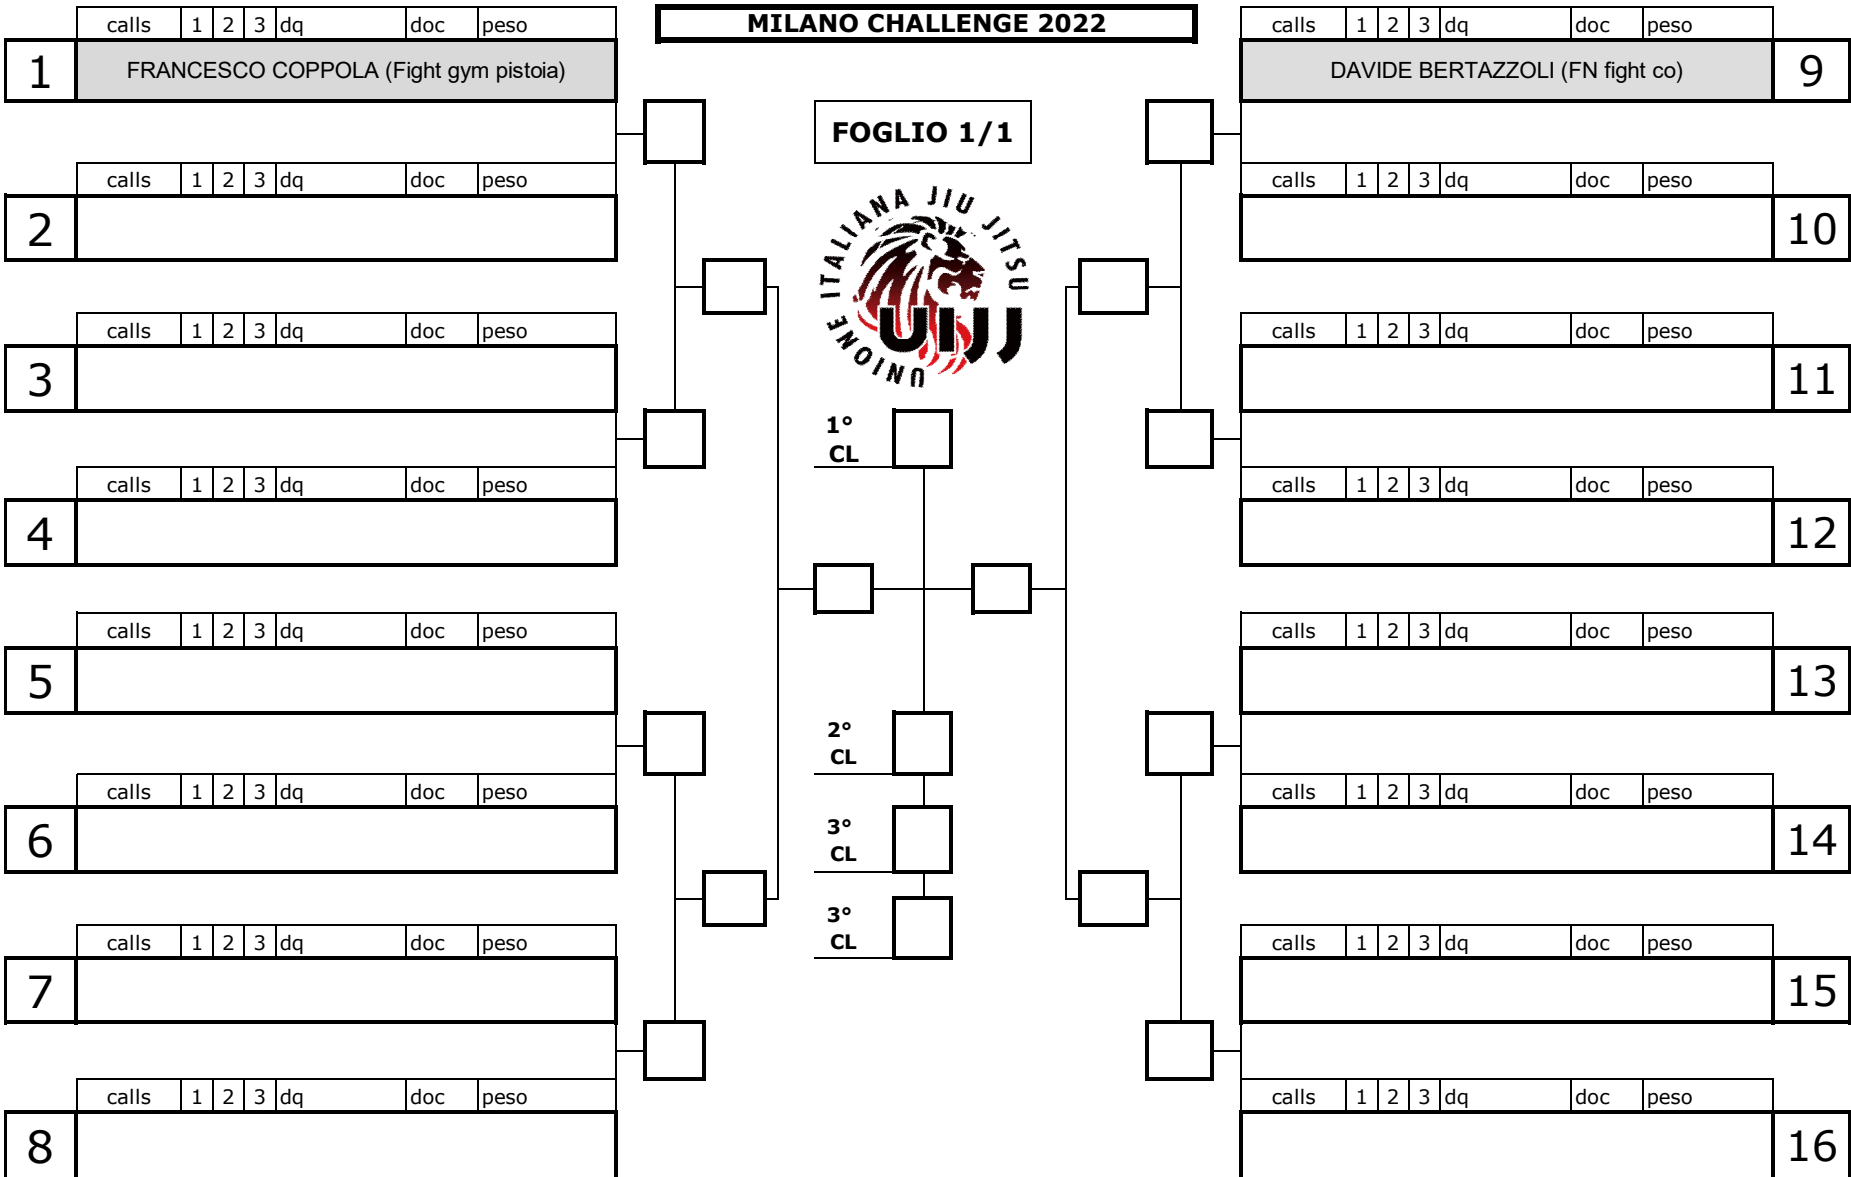 calls 1 2 3 dq doc peso
MILANO CHALLENGE 2022
calls 1 2 3 dq doc peso
1 FRANCESCO COPPOLA (Fight gym pistoia)
DAVIDE BERTAZZOLI (FN fight co) 9
FOGLIO 1/1
calls 1 2 3 dq doc peso
calls 1 2 3 dq doc peso
2
10
UNIONE ITALIANA JIU JITSU
UIJJ
calls 1 2 3 dq doc peso
calls 1 2 3 dq doc peso
3
11
1°
CL
calls 1 2 3 dq doc peso
calls 1 2 3 dq doc peso
4
12
calls 1 2 3 dq doc peso
calls 1 2 3 dq doc peso
5
13
2°
CL
calls 1 2 3 dq doc peso
calls 1 2 3 dq doc peso
6
14
3°
CL
3°
CL
calls 1 2 3 dq doc peso
calls 1 2 3 dq doc peso
7
15
calls 1 2 3 dq doc peso
calls 1 2 3 dq doc peso
8
16